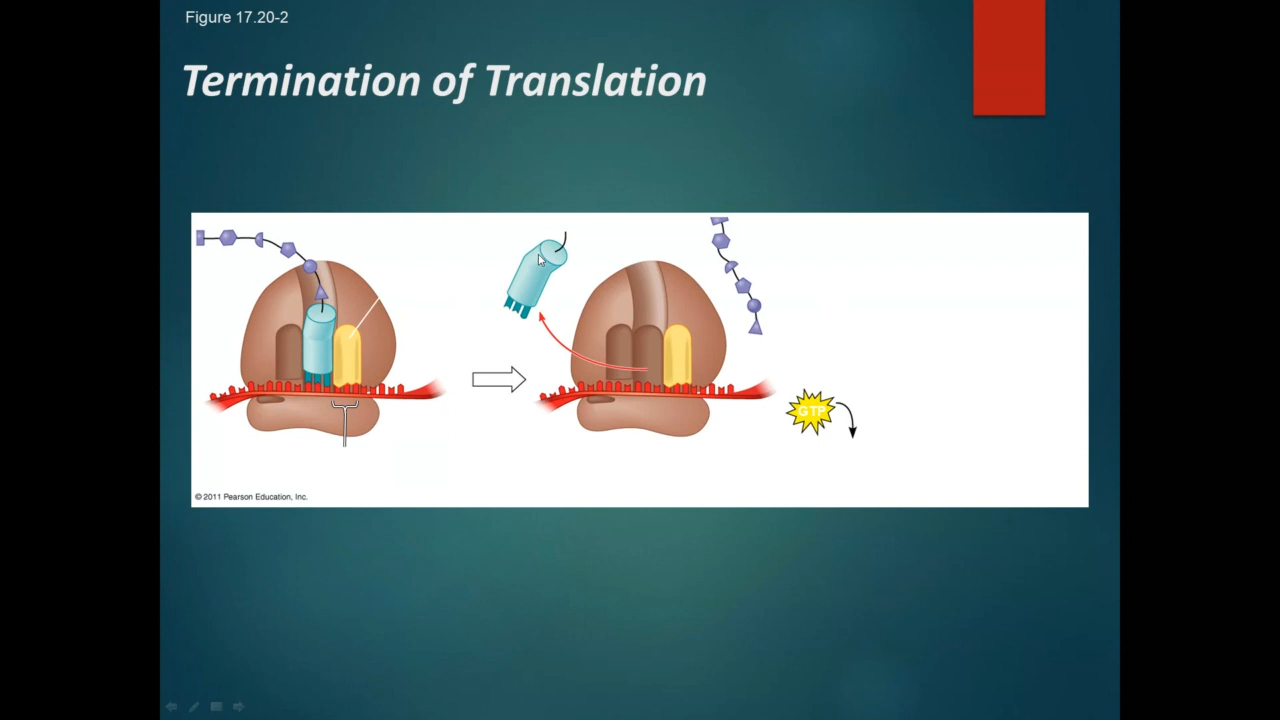 Figure 17.20-2
Termination of Translation
GTP
© 2011 Pearson Education, Inc.